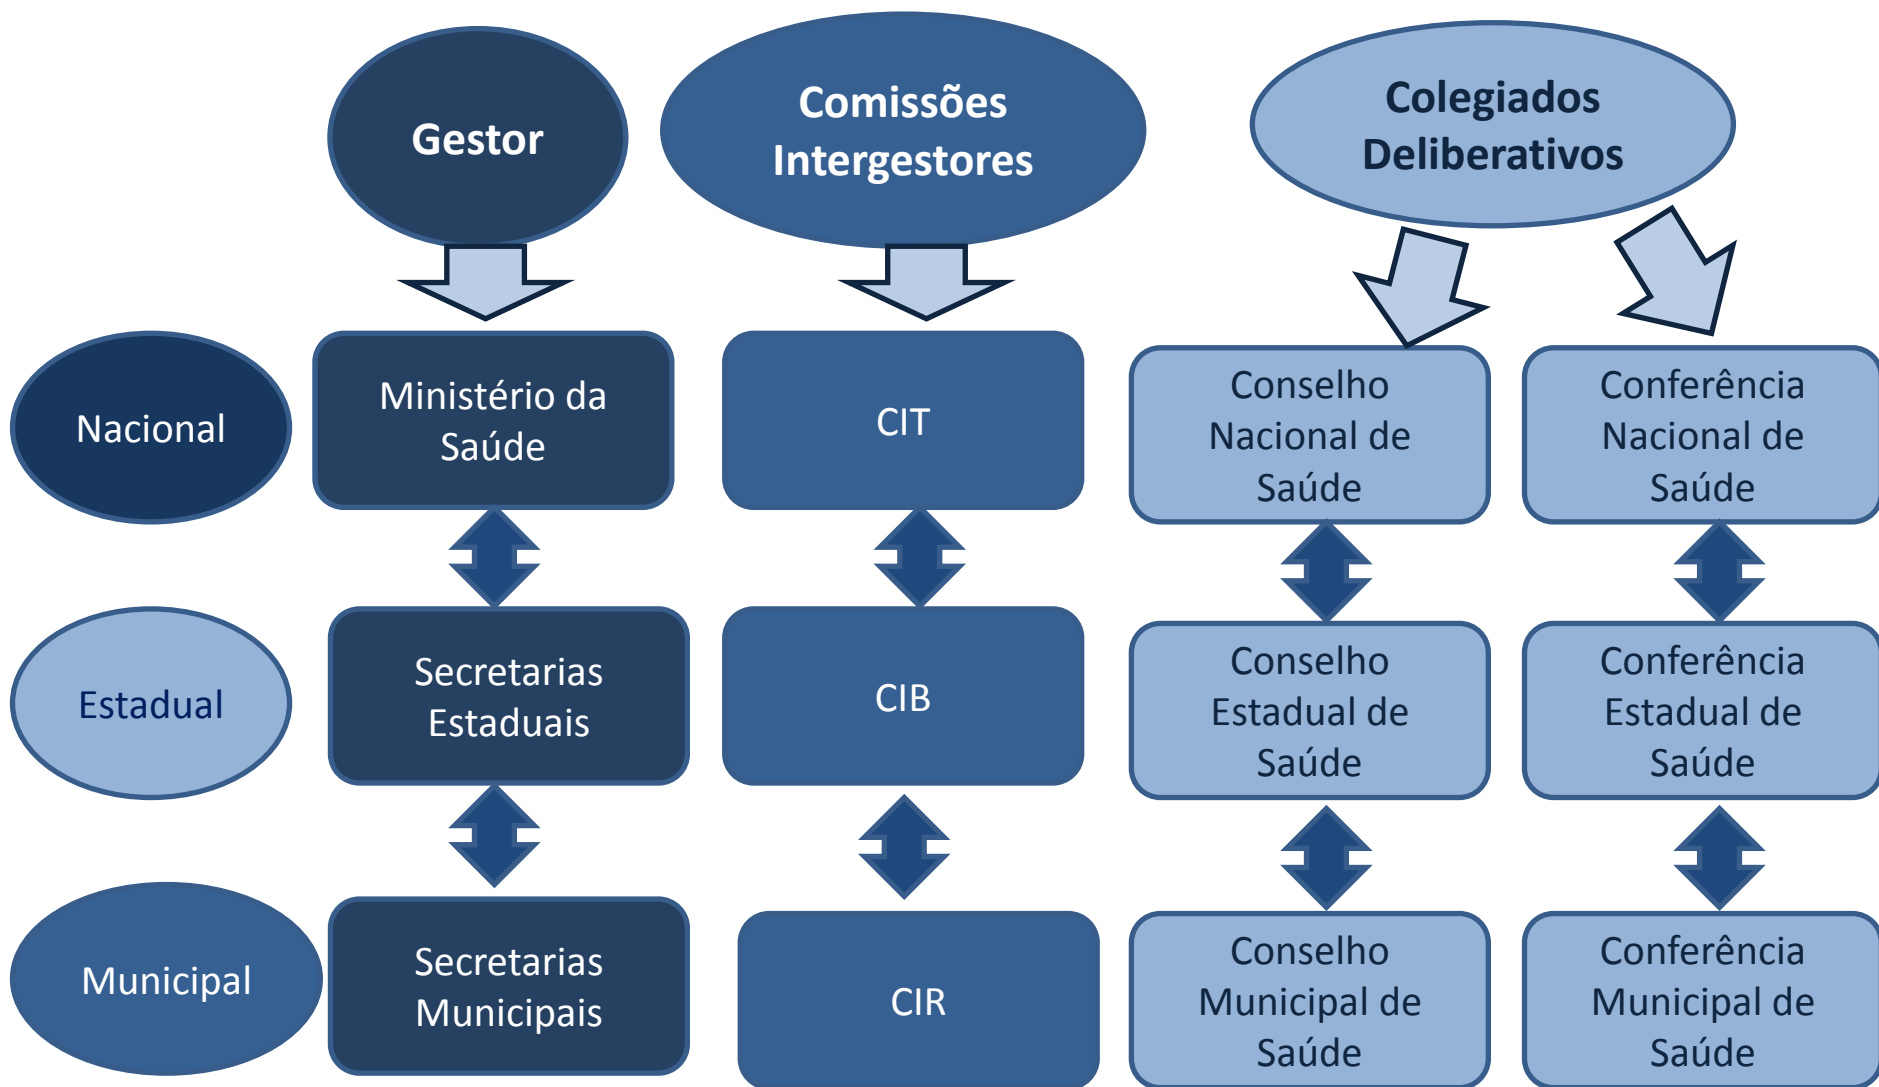 Gestor
Comissões
Intergestores
Colegiados
Deliberativos
Nacional
Ministério da
Saúde
CIT
Conselho
Nacional de
Saúde
Conferência
Nacional de
Saúde
Estadual
Secretarias
Estaduais
CIB
Conselho
Estadual de
Saúde
Conferência
Estadual de
Saúde
Municipal
Secretarias
Municipais
CIR
Conselho
Municipal de
Saúde
Conferência
Municipal de
Saúde